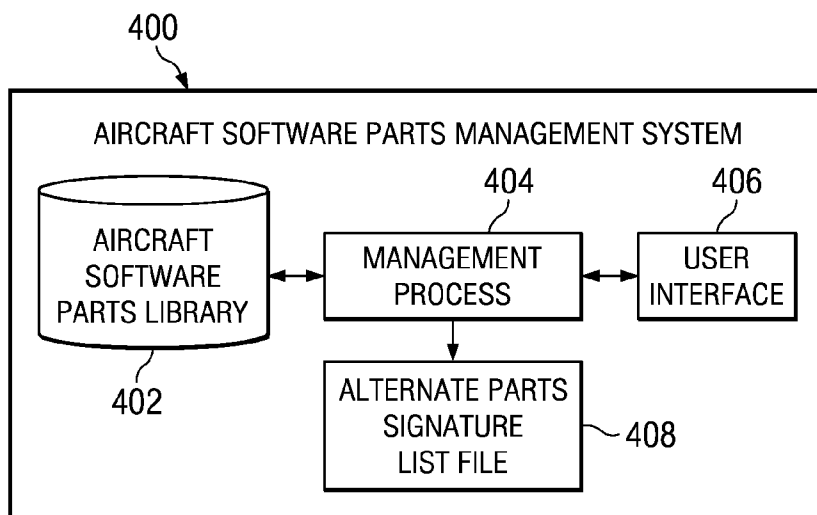 400
AIRCRAFT SOFTWARE PARTS MANAGEMENT SYSTEM
AIRCRAFT
SOFTWARE
PARTS LIBRARY
402
404
MANAGEMENT
PROCESS
406
USER
INTERFACE
ALTERNATE PARTS
SIGNATURE
LIST FILE
408